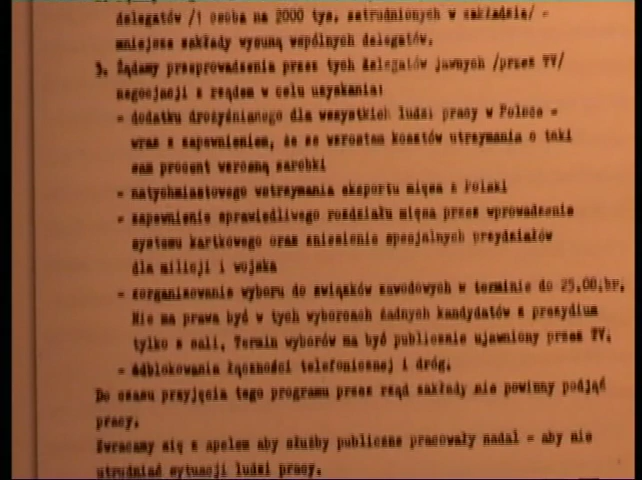 delegatów /1 osoba na 2000 tys. zatrudnionych w zakładzie/ -
mniejsze zakłady wysuną wspólnych delegatów.
3. Żądamy przeprowadzenia przez tych delegatów jawnych /przez TV/
negocjacji z rządem w celu uzyskania:
- dodatku drożyźnianego dla wszystkich ludzi pracy w Polsce -
wraz z zapewnieniem, że ze wzrostem kosztów utrzymania o taki
sam procent wzrosną zarobki
- natychmiastowego wstrzymania eksportu mięsa z Polski
- zapewnienie sprawiedliwego rozdziału mięsa przez wprowadzenie
systemu kartkowego oraz zniesienie specjalnych przydziałów
dla milicji i wojska
- zorganizowanie wyboru do związków zawodowych w terminie do 25.08.br.
Nie ma prawa być w tych wyborach żadnych kandydatów z prezydium
tylko z sali. Termin wyborów ma być publicznie ujawniony przez TV.
- odblokowania łączności telefonicznej i dróg.
Do czasu przyjęcia tego programu przez rząd zakłady nie powinny podjąć
pracy.
Zwracamy się z apelem aby służby publiczne pracowały nadal - aby nie
utrudniać sytuacji ludzi pracy.